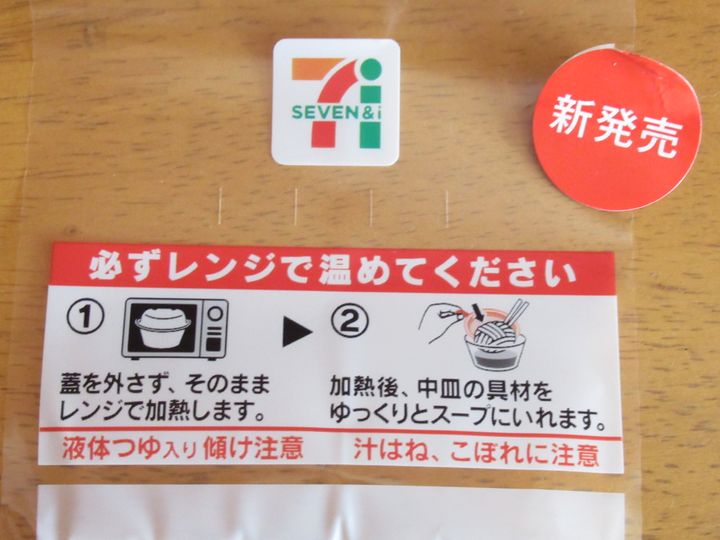 SEVEN&i
新発売
必ずレンジで温めてください
①
蓋を外さず、そのまま
レンジで加熱します。
②
加熱後、中皿の具材を
ゆっくりとスープにいれます。
液体つゆ入り傾け注意
汁はね、こぼれに注意